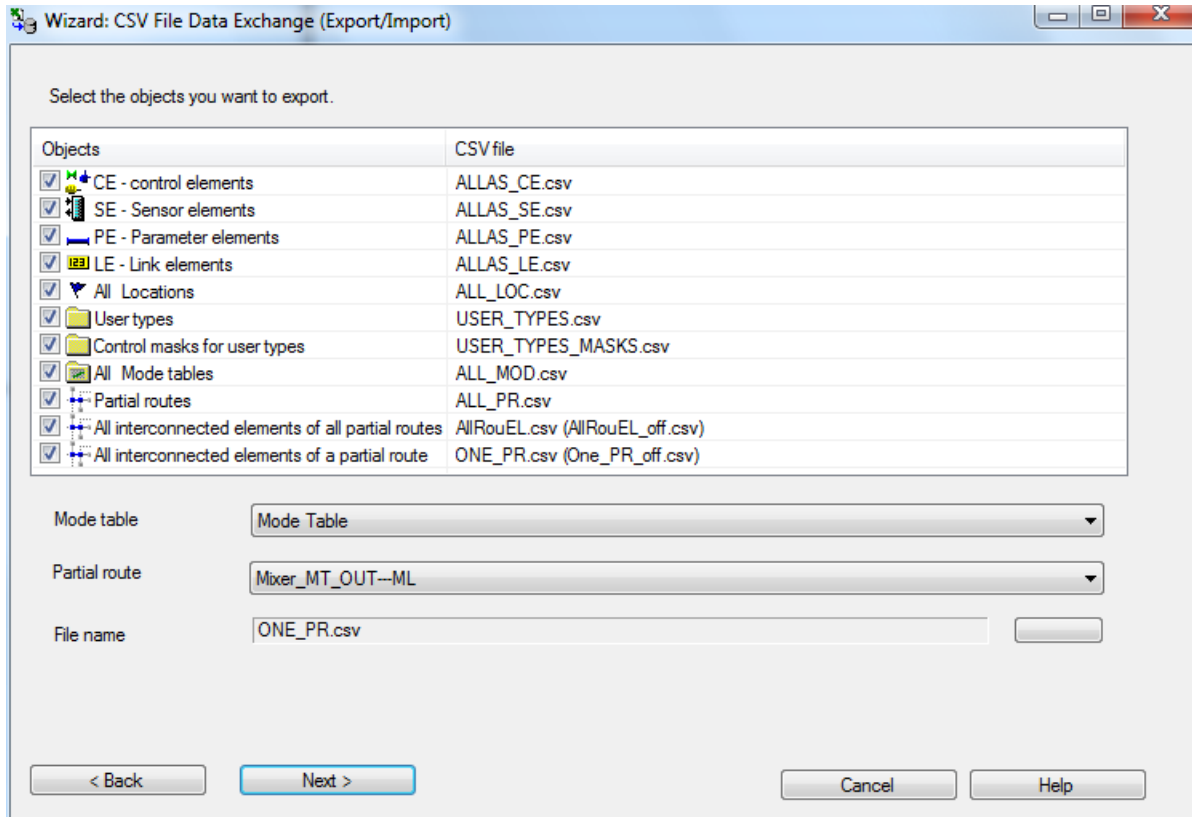 Wizard: CSV File Data Exchange (Export/Import)
Select the objects you want to export.
Objects CSV file
CE - control elements ALLAS_CE.csv
SE - Sensor elements ALLAS_SE.csv
PE - Parameter elements ALLAS_PE.csv
123 LE - Link elements ALLAS_LE.csv
All Locations ALL_LOC.csv
User types USER_TYPES.csv
Control masks for user types USER_TYPES_MASKS.csv
All Mode tables ALL_MOD.csv
Partial routes ALL_PR.csv
All interconnected elements of all partial routes AllRouEL.csv (AllRouEL_off.csv)
All interconnected elements of a partial route ONE_PR.csv (One_PR_off.csv)
Mode table Mode Table
Partial route Mixer_MT_OUT---ML
File name ONE_PR.csv
< Back Next > Cancel Help